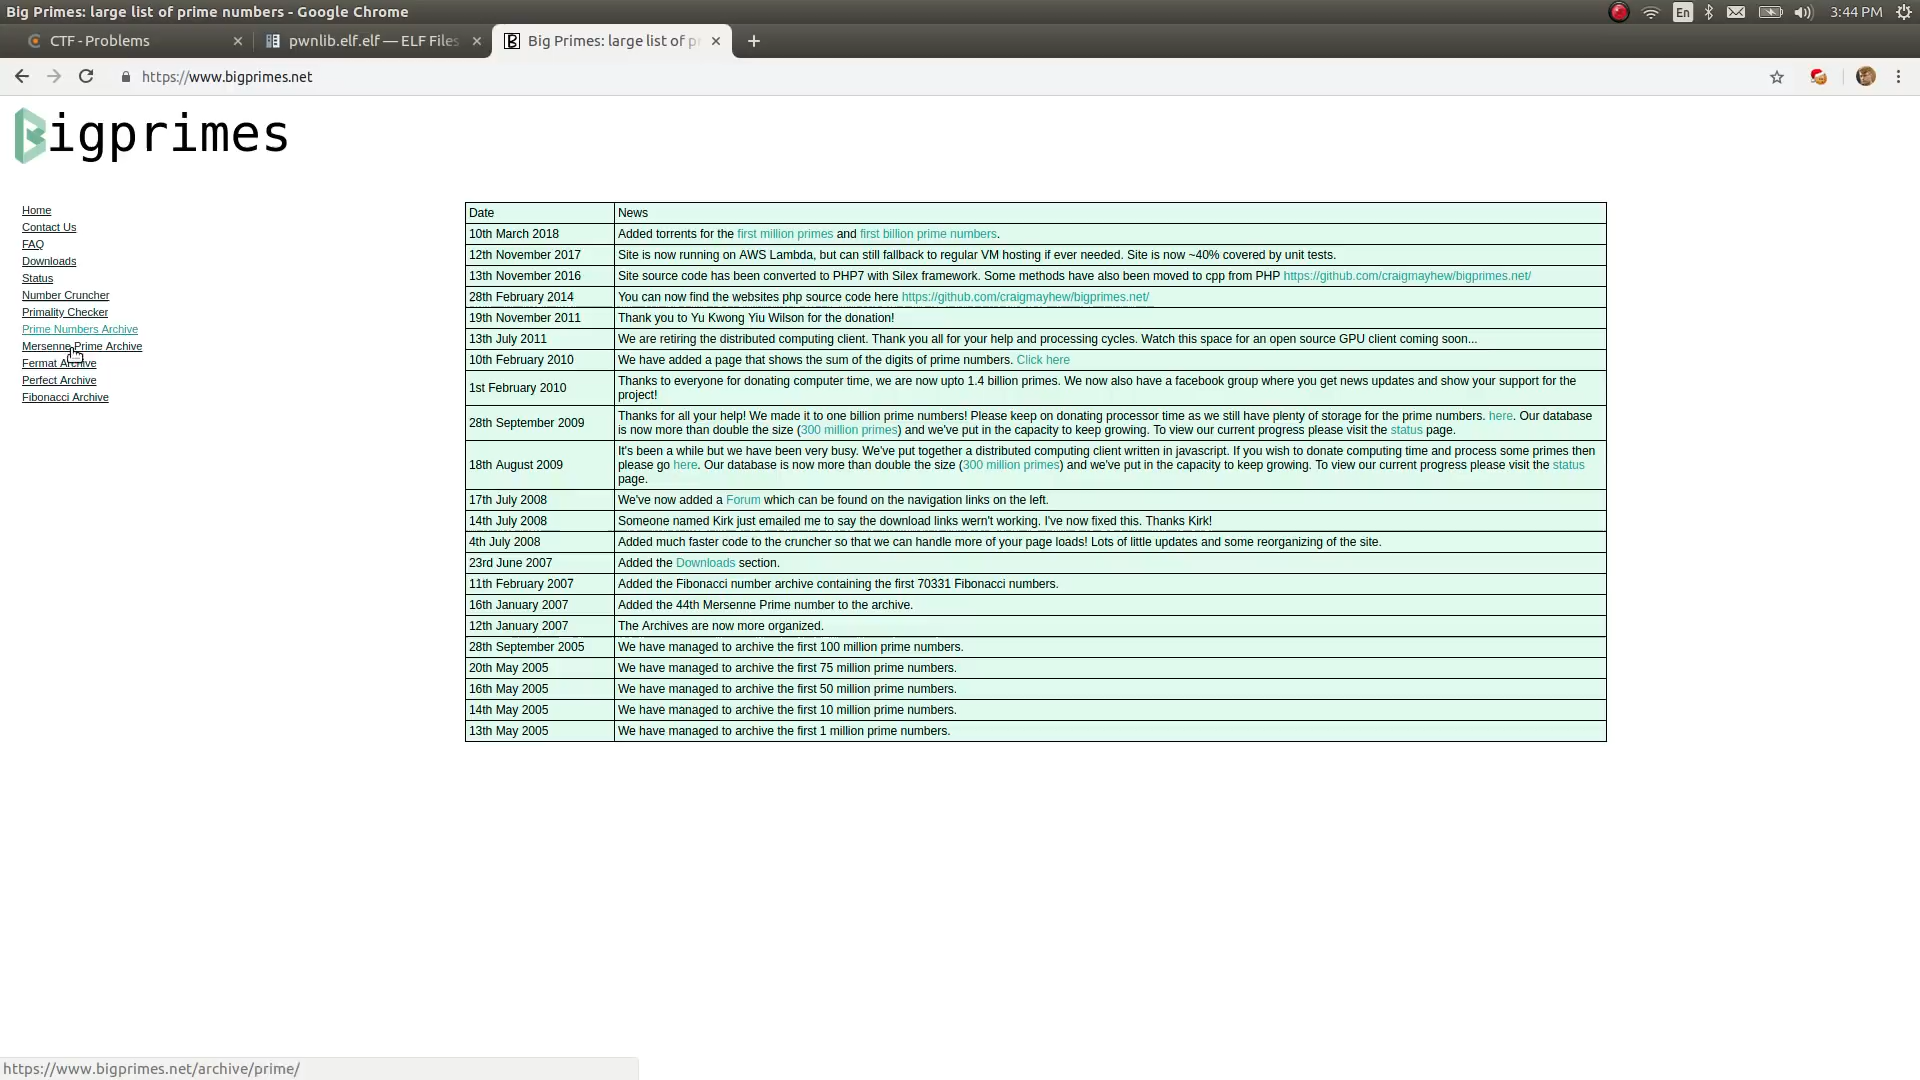 Big Primes: large list of prime numbers - Google Chrome
En
3:44 PM
CTF - Problems
pwnlib.elf.elf — ELF Files
Big Primes: large list of p
https://www.bigprimes.net
Bigprimes
Home
Contact Us
FAQ
Downloads
Status
Number Cruncher
Primality Checker
Prime Numbers Archive
Mersenne Prime Archive
Fermat Archive
Perfect Archive
Fibonacci Archive
Date News
10th March 2018 Added torrents for the first million primes and first billion prime numbers.
12th November 2017 Site is now running on AWS Lambda, but can still fallback to regular VM hosting if ever needed. Site is now ~40% covered by unit tests.
13th November 2016 Site source code has been converted to PHP7 with Silex framework. Some methods have also been moved to cpp from PHP https://github.com/craigmayhew/bigprimes.net/
28th February 2014 You can now find the websites php source code here https://github.com/craigmayhew/bigprimes.net/
19th November 2011 Thank you to Yu Kwong Yiu Wilson for the donation!
13th July 2011 We are retiring the distributed computing client. Thank you all for your help and processing cycles. Watch this space for an open source GPU client coming soon...
10th February 2010 We have added a page that shows the sum of the digits of prime numbers. Click here
1st February 2010 Thanks to everyone for donating computer time, we are now upto 1.4 billion primes. We now also have a facebook group where you get news updates and show your support for the
project!
28th September 2009 Thanks for all your help! We made it to one billion prime numbers! Please keep on donating processor time as we still have plenty of storage for the prime numbers. here. Our database
is now more than double the size (300 million primes) and we've put in the capacity to keep growing. To view our current progress please visit the status page.
18th August 2009 It's been a while but we have been very busy. We've put together a distributed computing client written in javascript. If you wish to donate computing time and process some primes then
please go here. Our database is now more than double the size (300 million primes) and we've put in the capacity to keep growing. To view our current progress please visit the status
page.
17th July 2008 We've now added a Forum which can be found on the navigation links on the left.
14th July 2008 Someone named Kirk just emailed me to say the download links wern't working. I've now fixed this. Thanks Kirk!
4th July 2008 Added much faster code to the cruncher so that we can handle more of your page loads! Lots of little updates and some reorganizing of the site.
23rd June 2007 Added the Downloads section.
11th February 2007 Added the Fibonacci number archive containing the first 70331 Fibonacci numbers.
16th January 2007 Added the 44th Mersenne Prime number to the archive.
12th January 2007 The Archives are now more organized.
28th September 2005 We have managed to archive the first 100 million prime numbers.
20th May 2005 We have managed to archive the first 75 million prime numbers.
16th May 2005 We have managed to archive the first 50 million prime numbers.
14th May 2005 We have managed to archive the first 10 million prime numbers.
13th May 2005 We have managed to archive the first 1 million prime numbers.
https://www.bigprimes.net/archive/prime/